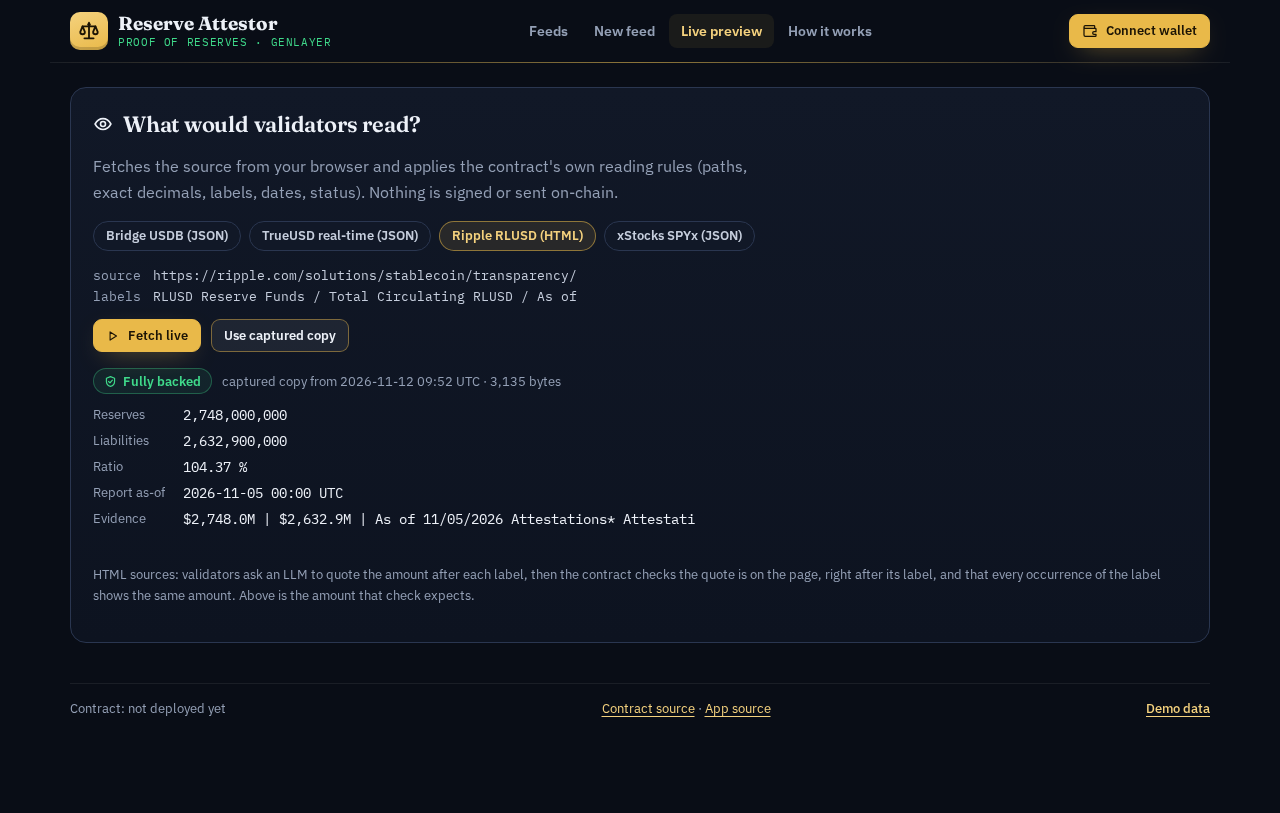 Reserve Attestor
PROOF OF RESERVES · GENLAYER
Feeds
New feed
Live preview
How it works
Connect wallet
What would validators read?
Fetches the source from your browser and applies the contract's own reading rules (paths,
exact decimals, labels, dates, status). Nothing is signed or sent on-chain.
Bridge USDB (JSON)
TrueUSD real-time (JSON)
Ripple RLUSD (HTML)
xStocks SPYx (JSON)
source https://ripple.com/solutions/stablecoin/transparency/
labels RLUSD Reserve Funds / Total Circulating RLUSD / As of
Fetch live
Use captured copy
Fully backed
captured copy from 2026-11-12 09:52 UTC · 3,135 bytes
Reserves 2,748,000,000
Liabilities 2,632,900,000
Ratio 104.37 %
Report as-of 2026-11-05 00:00 UTC
Evidence $2,748.0M | $2,632.9M | As of 11/05/2026 Attestations* Attestati
HTML sources: validators ask an LLM to quote the amount after each label, then the contract checks the quote is on the page, right after its label, and that every occurrence of the label
shows the same amount. Above is the amount that check expects.
Contract: not deployed yet
Contract source · App source
Demo data